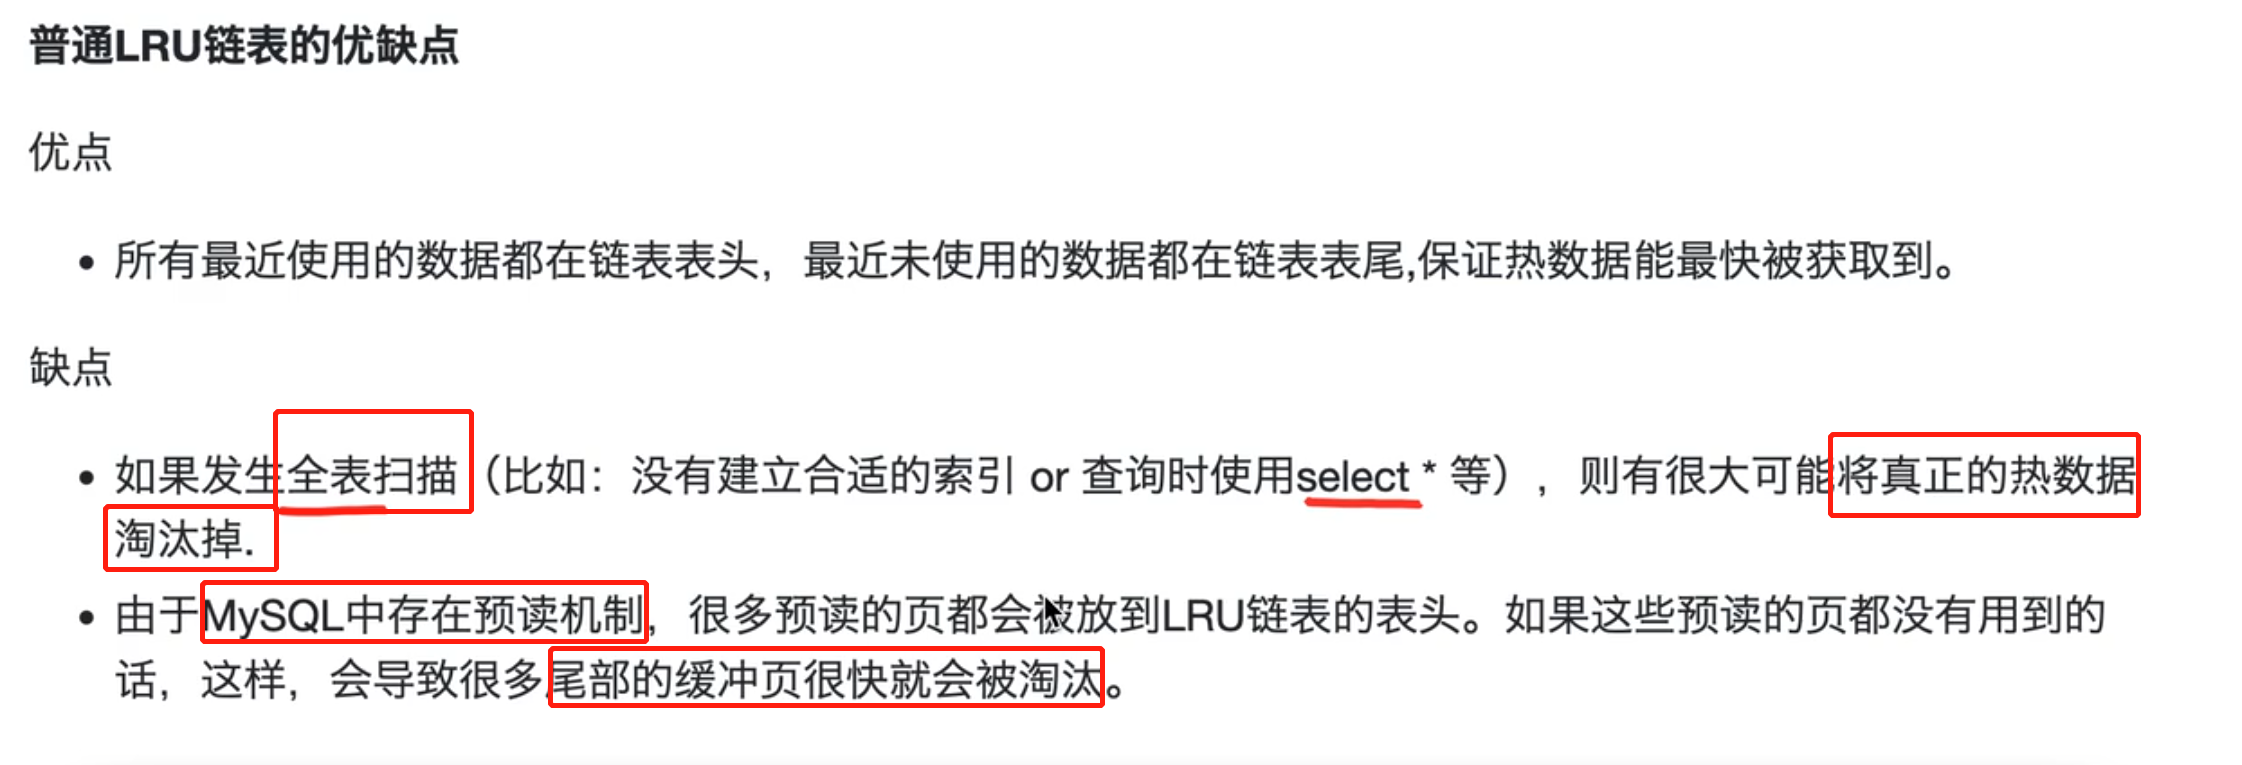 普通LRU链表的优缺点
优点
• 所有最近使用的数据都在链表表头，最近未使用的数据都在链表表尾,保证热数据能最快被获取到。
缺点
• 如果发生全表扫描（比如：没有建立合适的索引 or 查询时使用select * 等），则有很大可能将真正的热数据
淘汰掉.
• 由于MySQL中存在预读机制，很多预读的页都会被放到LRU链表的表头。如果这些预读的页都没有用到的
话，这样，会导致很多尾部的缓冲页很快就会被淘汰。